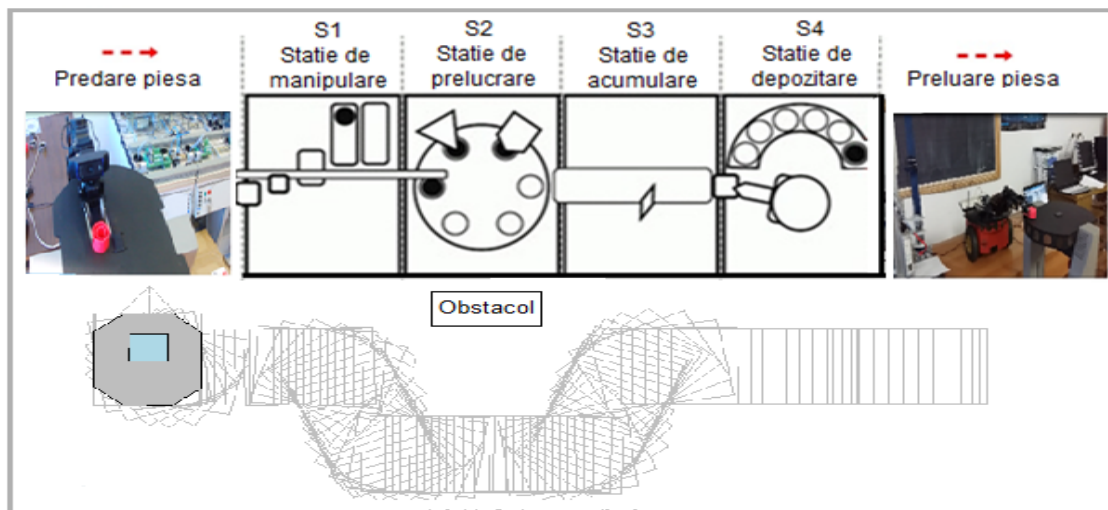 S1
Statie de
manipulare
S2
Statie de
prelucrare
S3
Statie de
acumulare
S4
Statie de
depozitare
Predare piesa
Preluare piesa
Obstacol